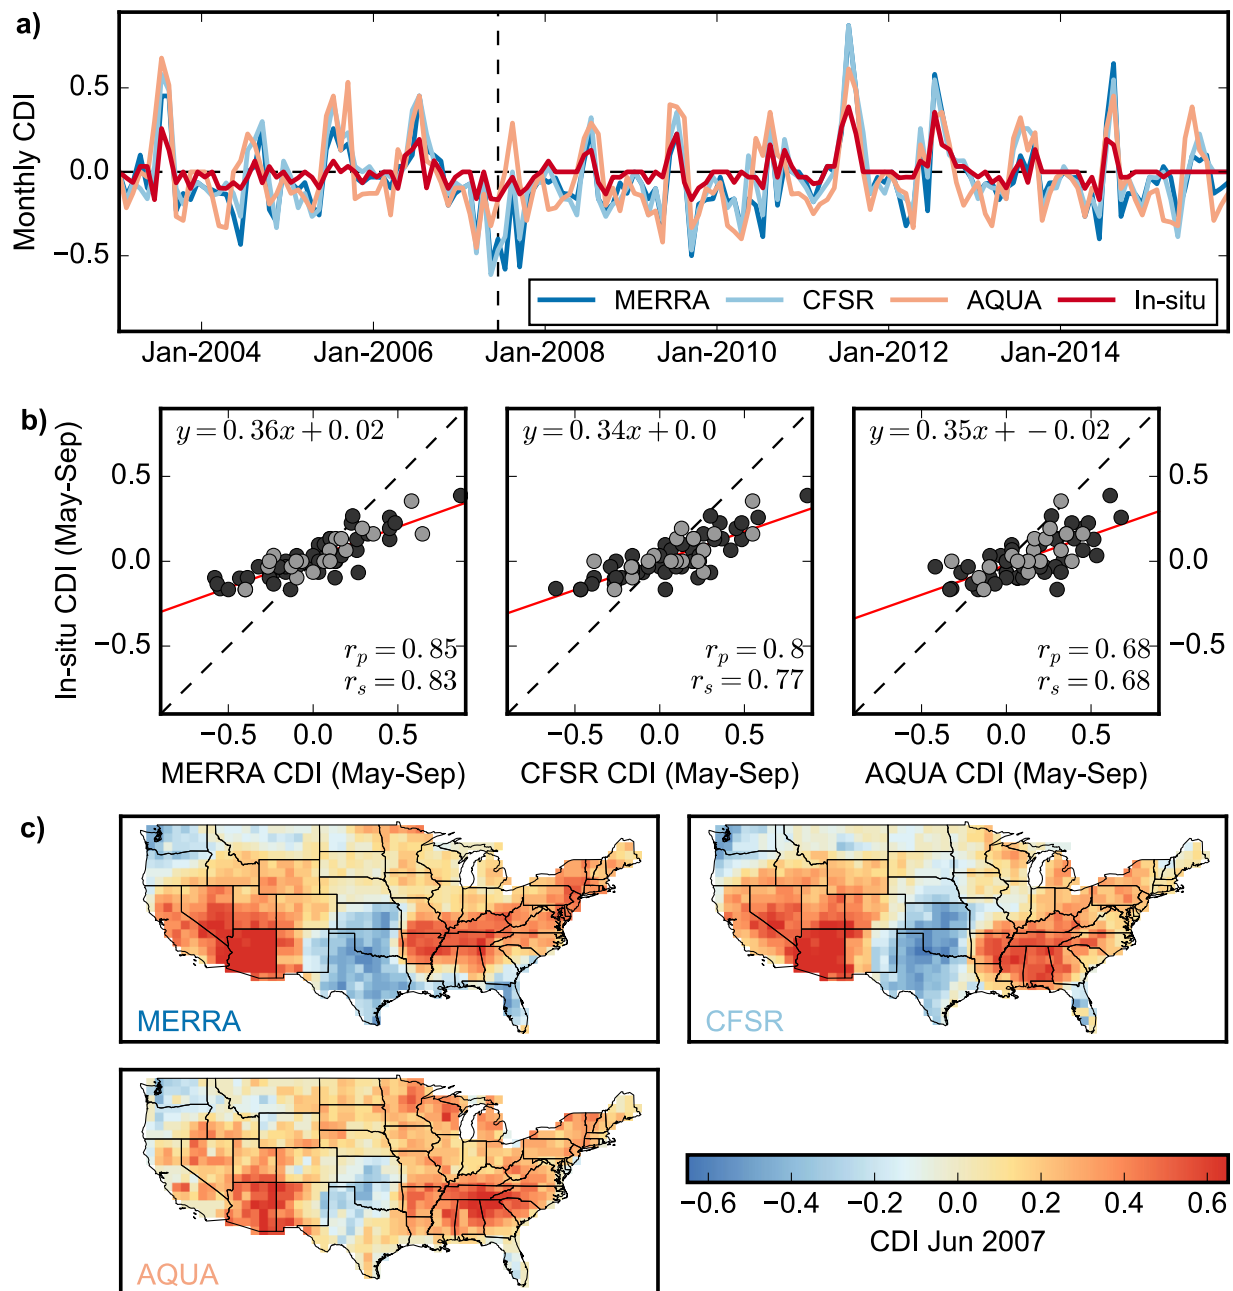 a)
Monthly CDI
0.5
0.0
−0.5
MERRA CFSR AQUA In-situ
Jan-2004 Jan-2006 Jan-2008 Jan-2010 Jan-2012 Jan-2014
b)
In-situ CDI (May-Sep)
0.5
0.0
−0.5
y = 0.36x + 0.02
r_p = 0.85
r_s = 0.83
−0.5 0.0 0.5
MERRA CDI (May-Sep)
y = 0.34x + 0.0
r_p = 0.8
r_s = 0.77
−0.5 0.0 0.5
CFSR CDI (May-Sep)
y = 0.35x + −0.02
r_p = 0.68
r_s = 0.68
0.5
0.0
−0.5
−0.5 0.0 0.5
AQUA CDI (May-Sep)
c)
MERRA
CFSR
AQUA
−0.6 −0.4 −0.2 0.0 0.2 0.4 0.6
CDI Jun 2007